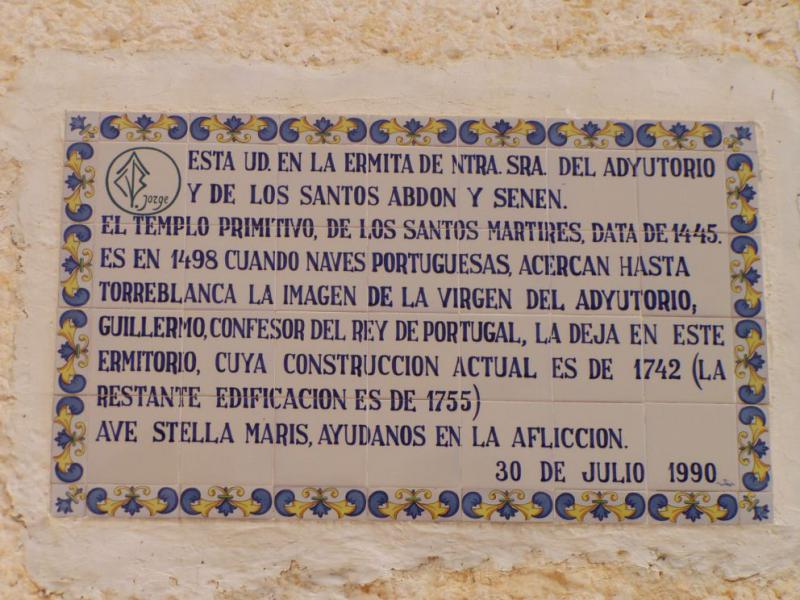 Jorge
ESTA UD. EN LA ERMITA DE NTRA. SRA. DEL ADYUTORIO
Y DE LOS SANTOS ABDON Y SENEN.
EL TEMPLO PRIMITIVO, DE LOS SANTOS MARTIRES, DATA DE 1445.
ES EN 1498 CUANDO NAVES PORTUGUESAS, ACERCAN HASTA
TORREBLANCA LA IMAGEN DE LA VIRGEN DEL ADYUTORIO;
GUILLERMO, CONFESOR DEL REY DE PORTUGAL, LA DEJA EN ESTE
ERMITORIO, CUYA CONSTRUCCION ACTUAL ES DE 1742 (LA
RESTANTE EDIFICACION ES DE 1755)
AVE STELLA MARIS, AYUDANOS EN LA AFLICCION.
30 DE JULIO 1990